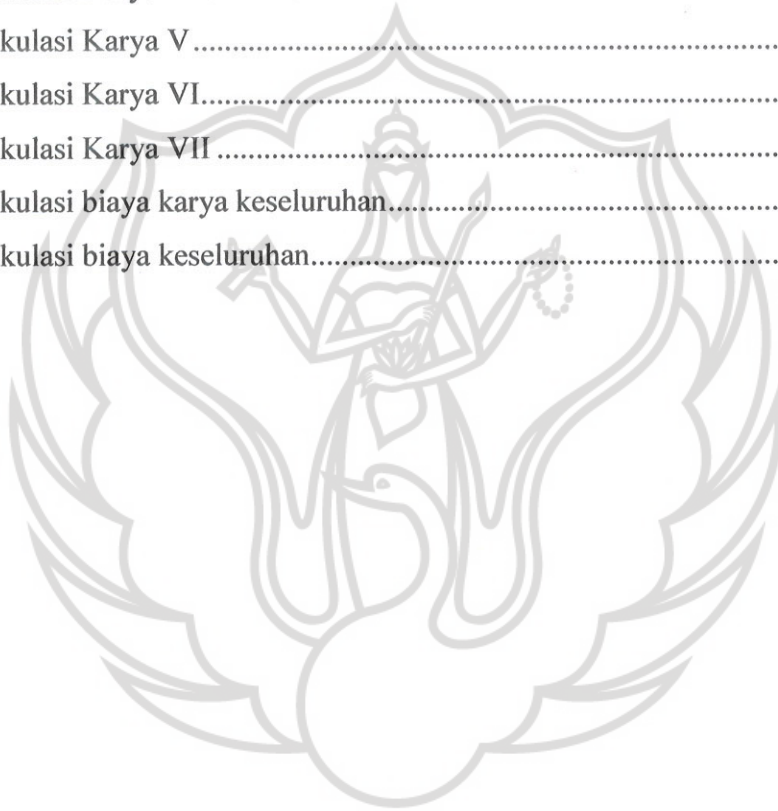 kulasi Karya V................................................................................
kulasi Karya VI...............................................................................
kulasi Karya VII .............................................................................
kulasi biaya karya keseluruhan.......................................................
kulasi biaya keseluruhan.................................................................